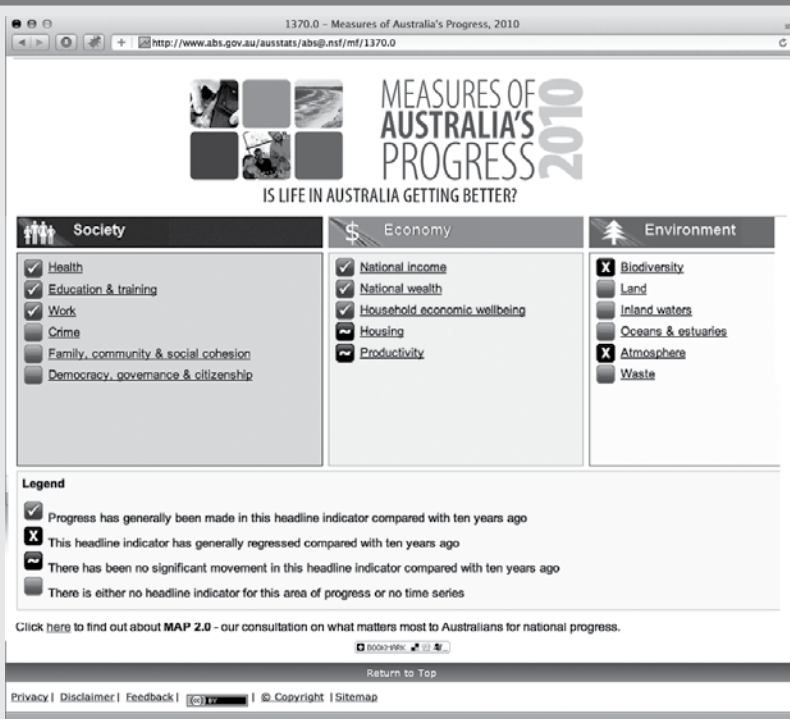 1370.0 – Measures of Australia's Progress, 2010
http://www.abs.gov.au/ausstats/abs@.nsf/mf/1370.0
MEASURES OF
AUSTRALIA'S
PROGRESS
2010
IS LIFE IN AUSTRALIA GETTING BETTER?
Society
Health
Education & training
Work
Crime
Family, community & social cohesion
Democracy, governance & citizenship
$ Economy
National income
National wealth
Household economic wellbeing
~ Housing
~ Productivity
Environment
X Biodiversity
Land
Inland waters
Oceans & estuaries
X Atmosphere
Waste
Legend
Progress has generally been made in this headline indicator compared with ten years ago
X This headline indicator has generally regressed compared with ten years ago
~ There has been no significant movement in this headline indicator compared with ten years ago
There is either no headline indicator for this area of progress or no time series
Click here to find out about MAP 2.0 - our consultation on what matters most to Australians for national progress.
BOOKMARK
Return to Top
Privacy | Disclaimer | Feedback | (cc) BY | © Copyright | Sitemap